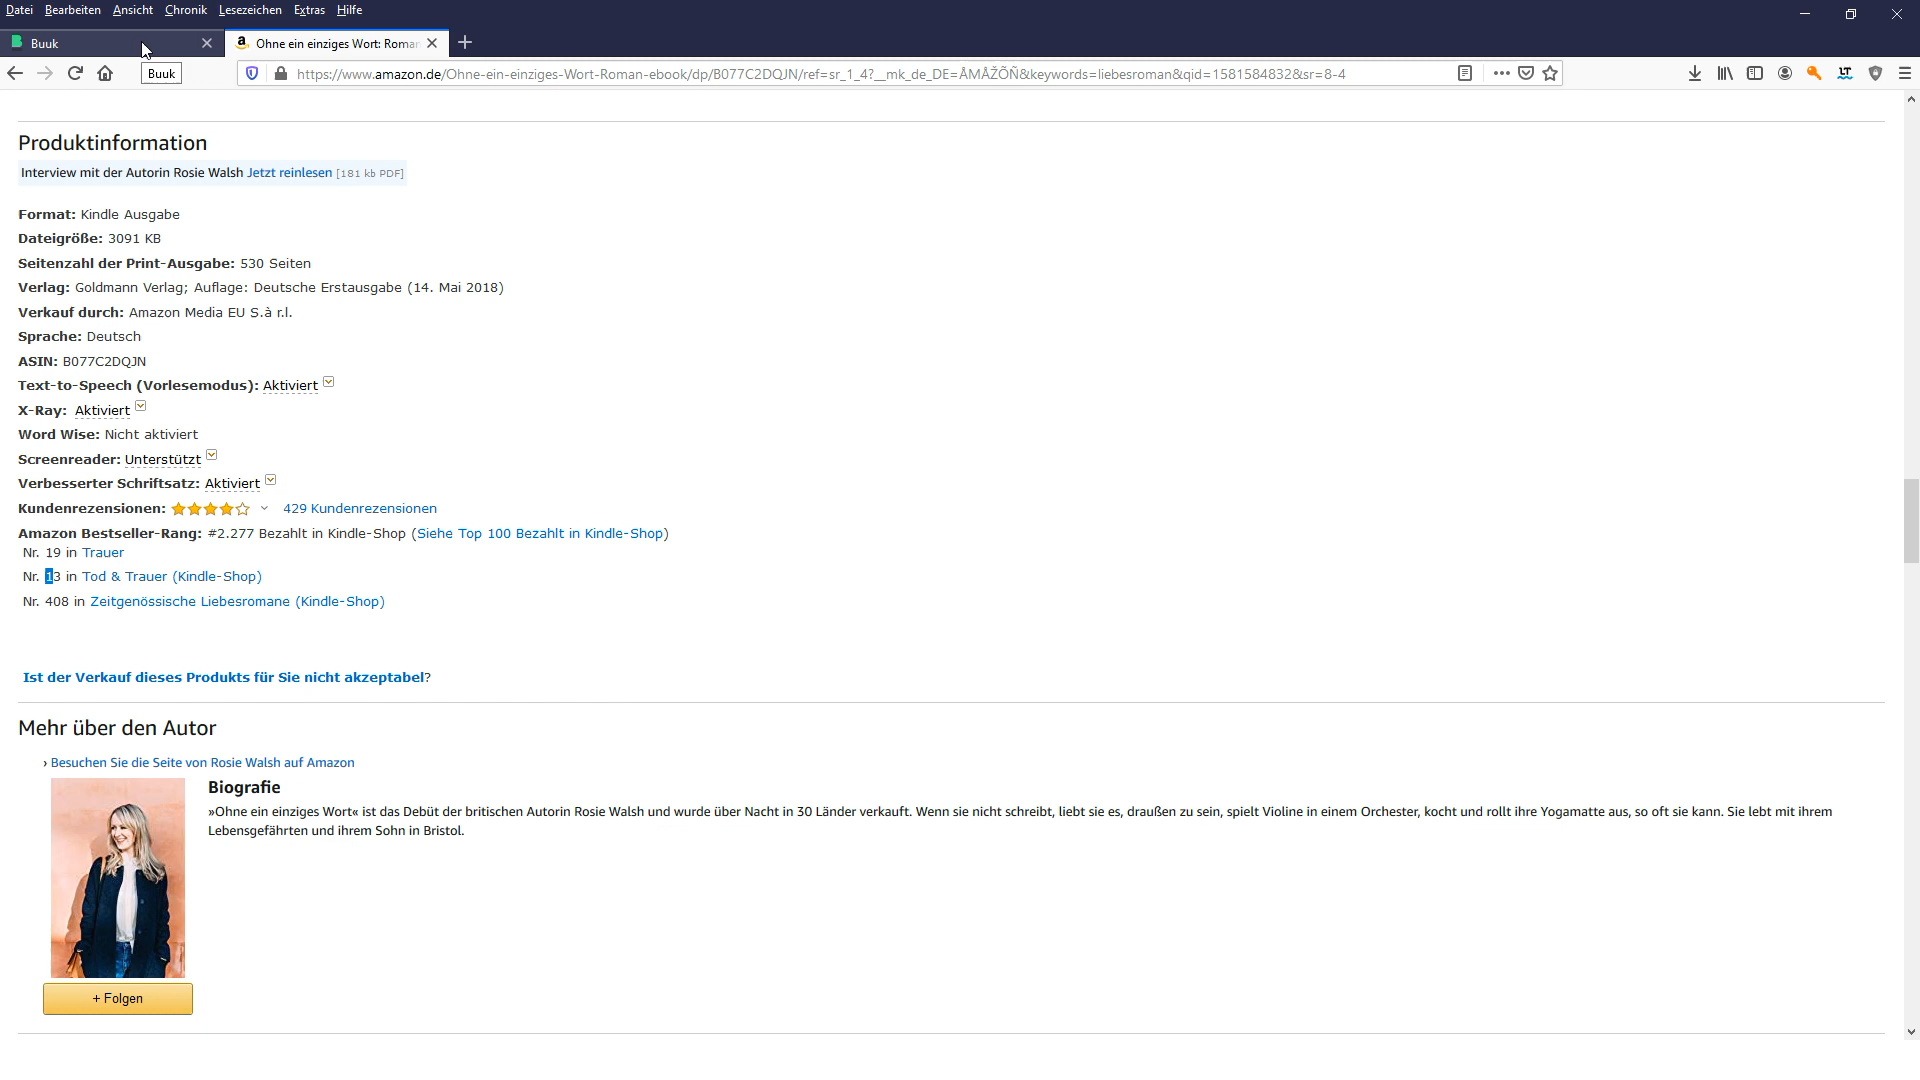 Datei Bearbeiten Ansicht Chronik Lesezeichen Extras Hilfe
Buuk
Ohne ein einziges Wort: Roman
Buuk
https://www.amazon.de/Ohne-ein-einziges-Wort-Roman-ebook/dp/B077C2DQJN/ref=sr_1_4?__mk_de_DE=ÅMÅŽÕÑ&keywords=liebesroman&qid=1581584832&sr=8-4
Produktinformation
Interview mit der Autorin Rosie Walsh Jetzt reinlesen [181 kb PDF]
Format: Kindle Ausgabe
Dateigröße: 3091 KB
Seitenzahl der Print-Ausgabe: 530 Seiten
Verlag: Goldmann Verlag; Auflage: Deutsche Erstausgabe (14. Mai 2018)
Verkauf durch: Amazon Media EU S.à r.l.
Sprache: Deutsch
ASIN: B077C2DQJN
Text-to-Speech (Vorlesemodus): Aktiviert
X-Ray: Aktiviert
Word Wise: Nicht aktiviert
Screenreader: Unterstützt
Verbesserter Schriftsatz: Aktiviert
Kundenrezensionen: 429 Kundenrezensionen
Amazon Bestseller-Rang: #2.277 Bezahlt in Kindle-Shop (Siehe Top 100 Bezahlt in Kindle-Shop)
Nr. 19 in Trauer
Nr. 13 in Tod & Trauer (Kindle-Shop)
Nr. 408 in Zeitgenössische Liebesromane (Kindle-Shop)
Ist der Verkauf dieses Produkts für Sie nicht akzeptabel?
Mehr über den Autor
› Besuchen Sie die Seite von Rosie Walsh auf Amazon
Biografie
»Ohne ein einziges Wort« ist das Debüt der britischen Autorin Rosie Walsh und wurde über Nacht in 30 Länder verkauft. Wenn sie nicht schreibt, liebt sie es, draußen zu sein, spielt Violine in einem Orchester, kocht und rollt ihre Yogamatte aus, so oft sie kann. Sie lebt mit ihrem
Lebensgefährten und ihrem Sohn in Bristol.
+ Folgen